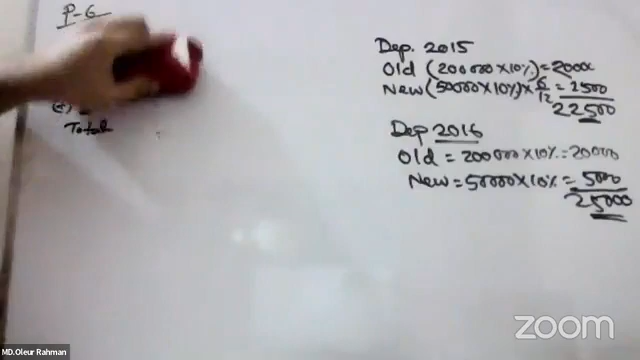 P-6
Total
Dep. 2015
Old (200000×10%) = 20000
New (50000×10%) × 6/12 = 2500
22500
Dep 2016
Old = 200000×10% = 20000
New = 50000×10% = 5000
25000
MD.Oleur Rahman
zoom